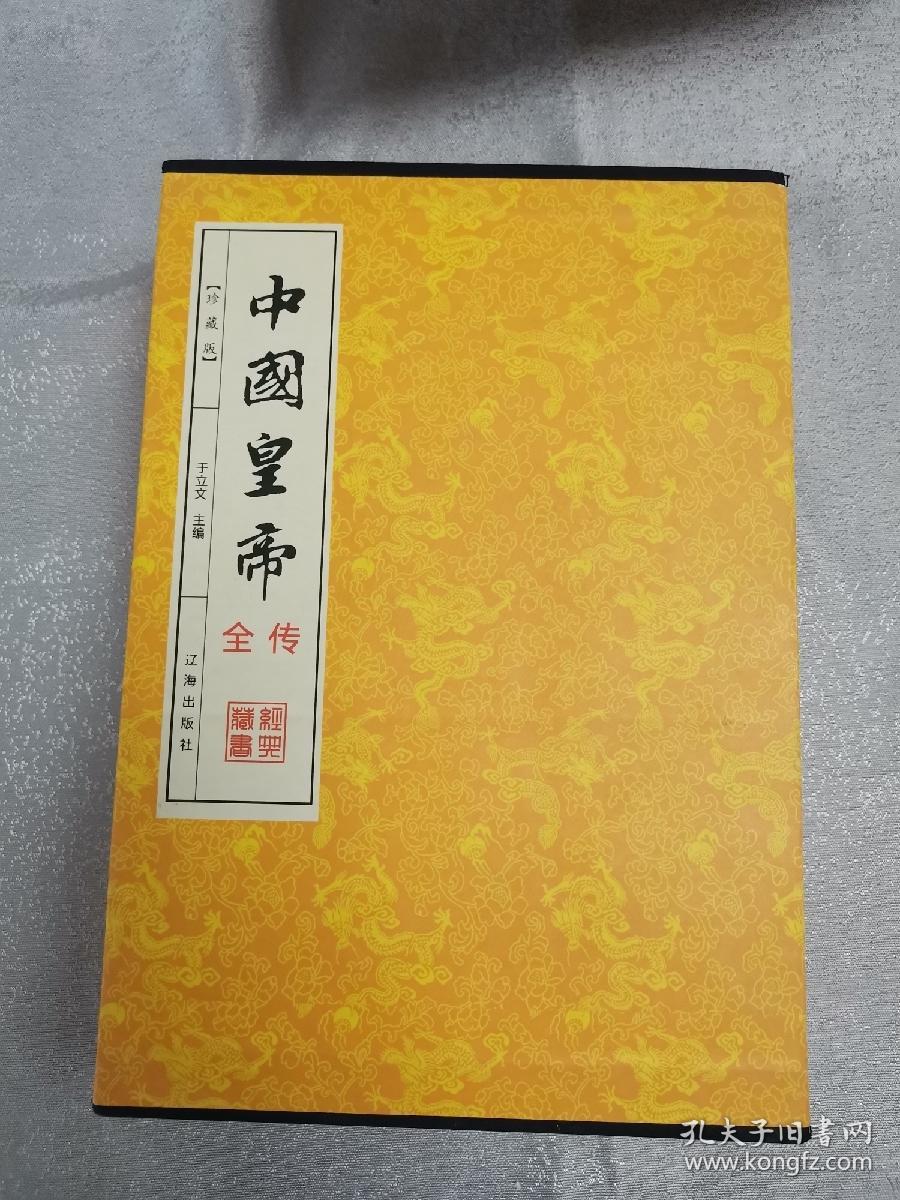 中國皇帝
全传
經典
藏書
【珍藏版】
于立文 主编
辽海出版社
孔夫子旧書网
www.kongfz.com